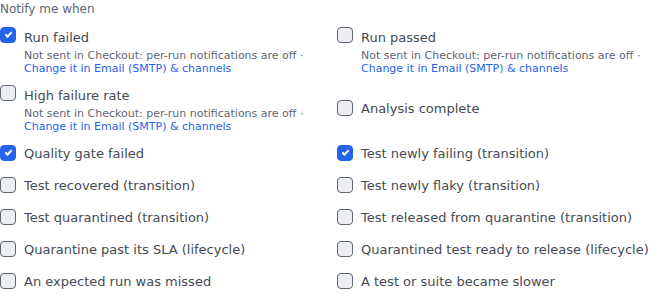 Notify me when
Run failed
Not sent in Checkout: per-run notifications are off ·
Change it in Email (SMTP) & channels
Run passed
Not sent in Checkout: per-run notifications are off ·
Change it in Email (SMTP) & channels
High failure rate
Not sent in Checkout: per-run notifications are off ·
Change it in Email (SMTP) & channels
Analysis complete
Quality gate failed
Test newly failing (transition)
Test recovered (transition)
Test newly flaky (transition)
Test quarantined (transition)
Test released from quarantine (transition)
Quarantine past its SLA (lifecycle)
Quarantined test ready to release (lifecycle)
An expected run was missed
A test or suite became slower